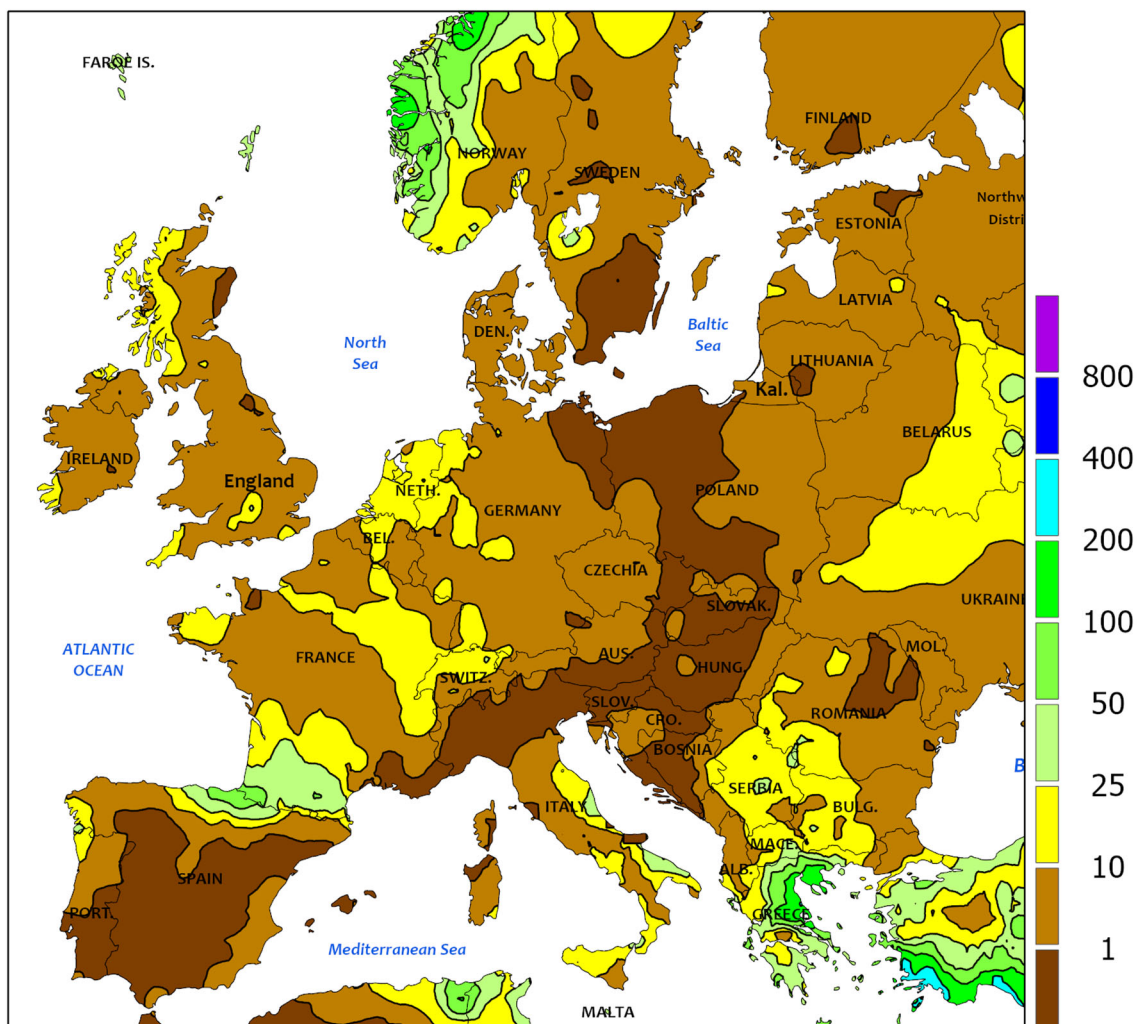 FAROE IS.
FINLAND
NORWAY
SWEDEN
Northw
Distri
ESTONIA
LATVIA
North
Sea
DEN.
Baltic
Sea
LITHUANIA
Kal.
800
BELARUS
IRELAND
England
NETH.
POLAND
400
GERMANY
BEL.
L
200
CZECHIA
SLOVAK.
UKRAINE
100
ATLANTIC
OCEAN
FRANCE
AUS.
HUNG.
MOL.
SWITZ.
SLOV.
CRO.
ROMANIA
50
BOSNIA
B
SERBIA
25
ITALY
BULG.
MACE.
ALB.
10
SPAIN
PORT.
GREECE
Mediterranean Sea
1
MALTA